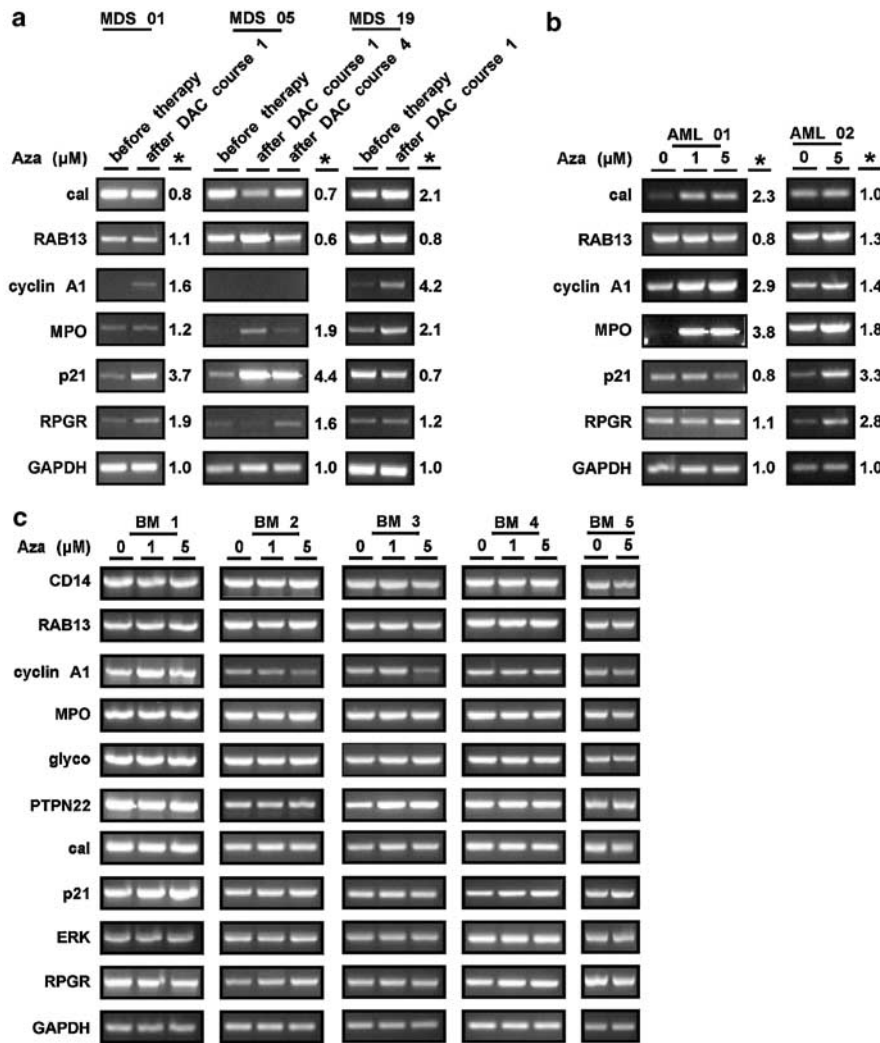 a
MDS 01 MDS 05 MDS 19
before therapy after DAC course 1 before therapy after DAC course 1 after DAC course 4 before therapy after DAC course 1
Aza (µM) * * *
cal 0.8 0.7 2.1
RAB13 1.1 0.6 0.8
cyclin A1 1.6 4.2
MPO 1.2 1.9 2.1
p21 3.7 4.4 0.7
RPGR 1.9 1.6 1.2
GAPDH 1.0 1.0 1.0
b
AML 01 AML 02
Aza (µM) 0 1 5 * 0 5 *
cal 2.3 1.0
RAB13 0.8 1.3
cyclin A1 2.9 1.4
MPO 3.8 1.8
p21 0.8 3.3
RPGR 1.1 2.8
GAPDH 1.0 1.0
c
BM 1 BM 2 BM 3 BM 4 BM 5
Aza (µM) 0 1 5 0 1 5 0 1 5 0 1 5 0 5
CD14
RAB13
cyclin A1
MPO
glyco
PTPN22
cal
p21
ERK
RPGR
GAPDH